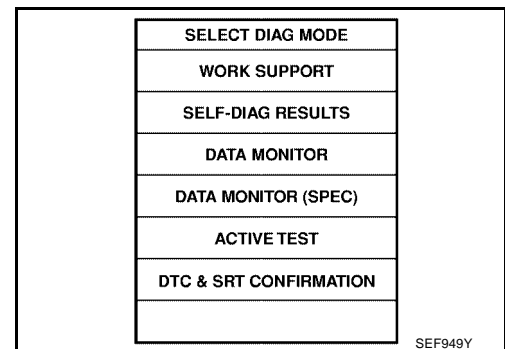 SELECT DIAG MODE
WORK SUPPORT
SELF-DIAG RESULTS
DATA MONITOR
DATA MONITOR (SPEC)
ACTIVE TEST
DTC & SRT CONFIRMATION
SEF949Y